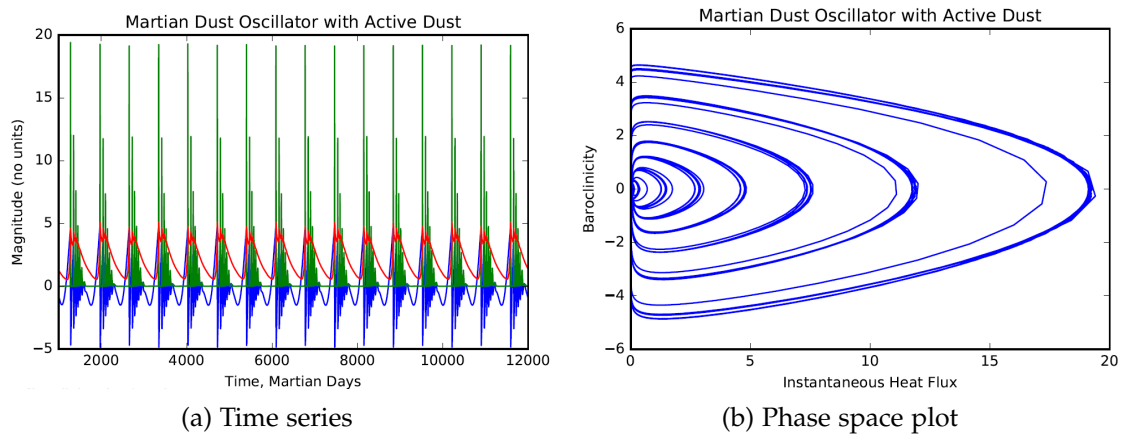 Martian Dust Oscillator with Active Dust
20
15
10
5
0
−5
Magnitude (no units)
2000 4000 6000 8000 10000 12000
Time, Martian Days
(a) Time series
Martian Dust Oscillator with Active Dust
6
4
2
0
−2
−4
−6
Baroclinicity
0 5 10 15 20
Instantaneous Heat Flux
(b) Phase space plot